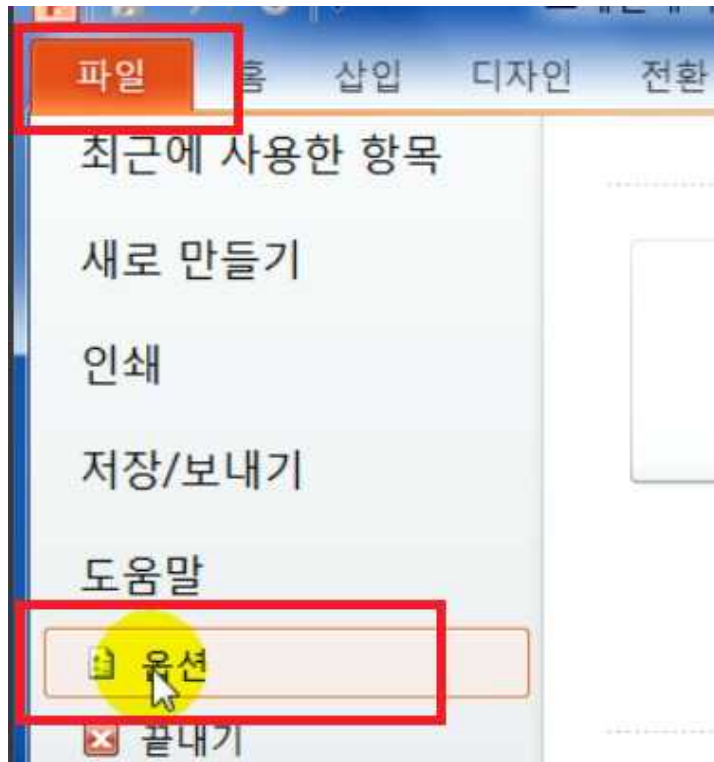 파일 홈 삽입 디자인 전환
최근에 사용한 항목
새로 만들기
인쇄
저장/보내기
도움말
옵션
끝내기